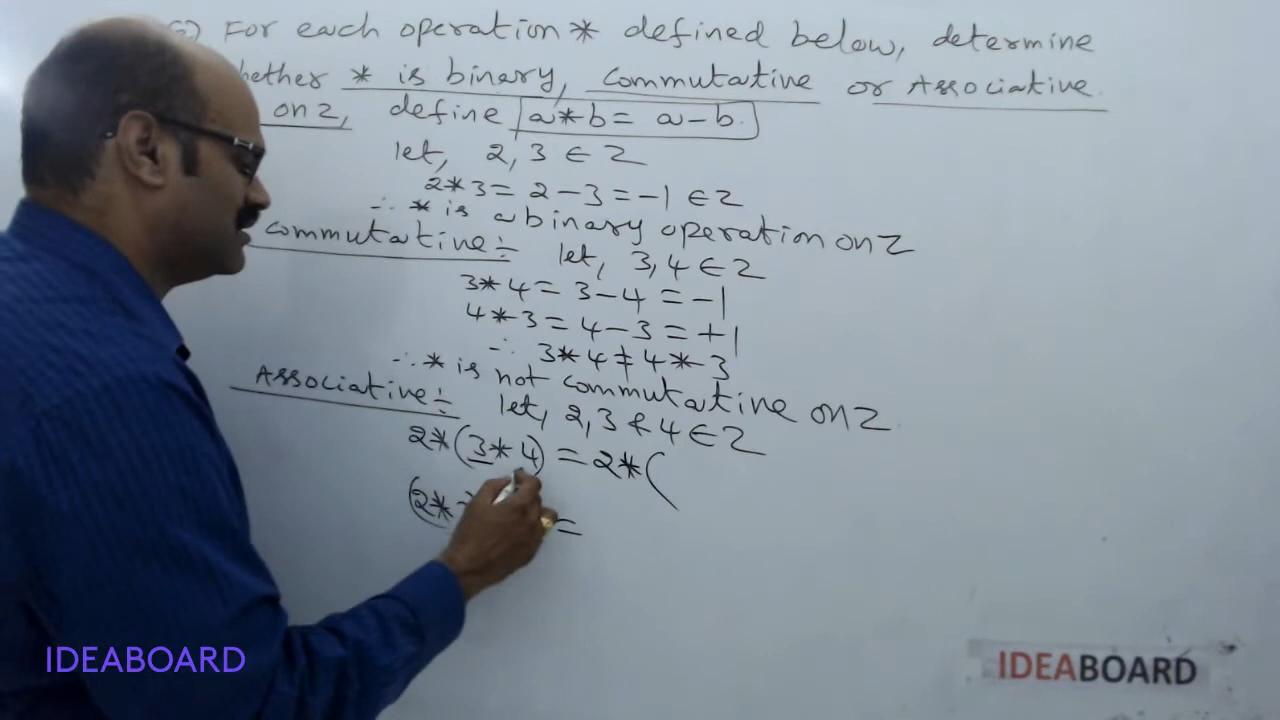 For each operation * defined below, determine
whether * is binary, commutative or Associative
on Z, define a*b = a-b.
let, 2, 3 ∈ Z
2*3 = 2-3 = -1 ∈ Z
∴ * is a binary operation on Z
Commutative:- let, 3,4 ∈ Z
3*4 = 3-4 = -1
4*3 = 4-3 = +1
∴ 3*4 ≠ 4*3
∴ * is not commutative on Z
Associative:- let, 2,3 & 4 ∈ Z
2*(3*4) = 2*(
(2* =
IDEABOARD
IDEABOARD